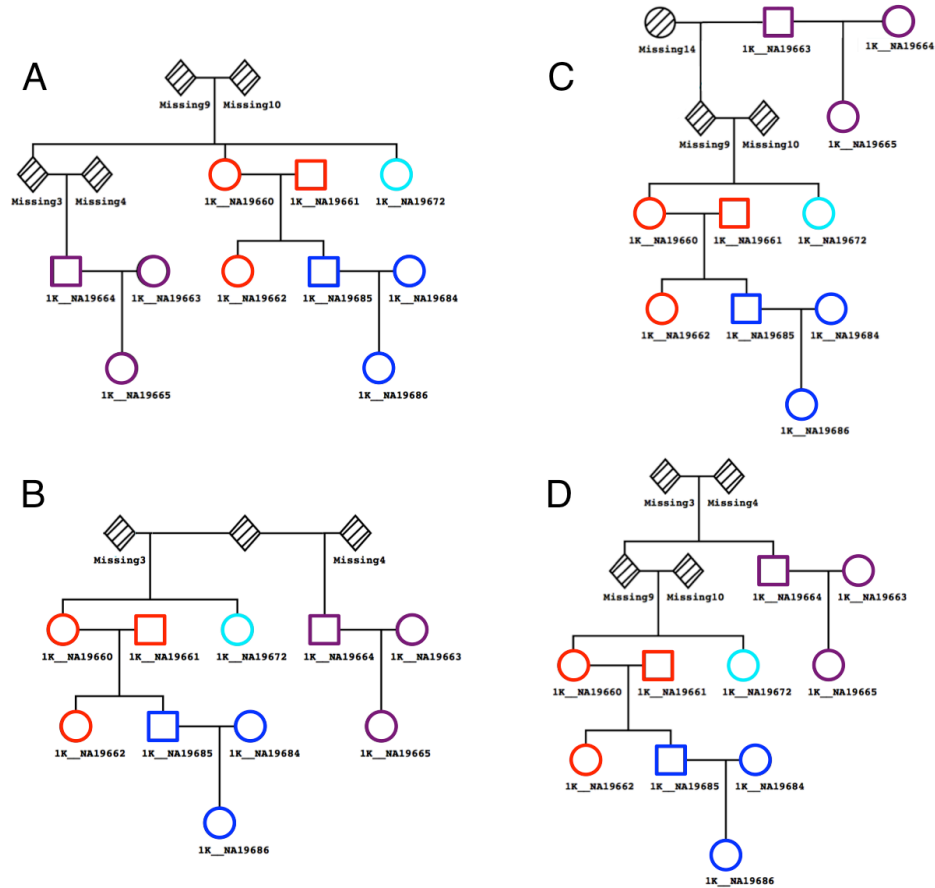 A
Missing9 Missing10
Missing3 Missing4 1K__NA19660 1K__NA19661 1K__NA19672
1K__NA19664 1K__NA19663 1K__NA19662 1K__NA19685 1K__NA19684
1K__NA19665 1K__NA19686
B
Missing3 Missing4
1K__NA19660 1K__NA19661 1K__NA19672 1K__NA19664 1K__NA19663
1K__NA19662 1K__NA19685 1K__NA19684 1K__NA19665
1K__NA19686
C
Missing14 1K__NA19663 1K__NA19664
Missing9 Missing10 1K__NA19665
1K__NA19660 1K__NA19661 1K__NA19672
1K__NA19662 1K__NA19685 1K__NA19684
1K__NA19686
D
Missing3 Missing4
Missing9 Missing10 1K__NA19664 1K__NA19663
1K__NA19660 1K__NA19661 1K__NA19672 1K__NA19665
1K__NA19662 1K__NA19685 1K__NA19684
1K__NA19686